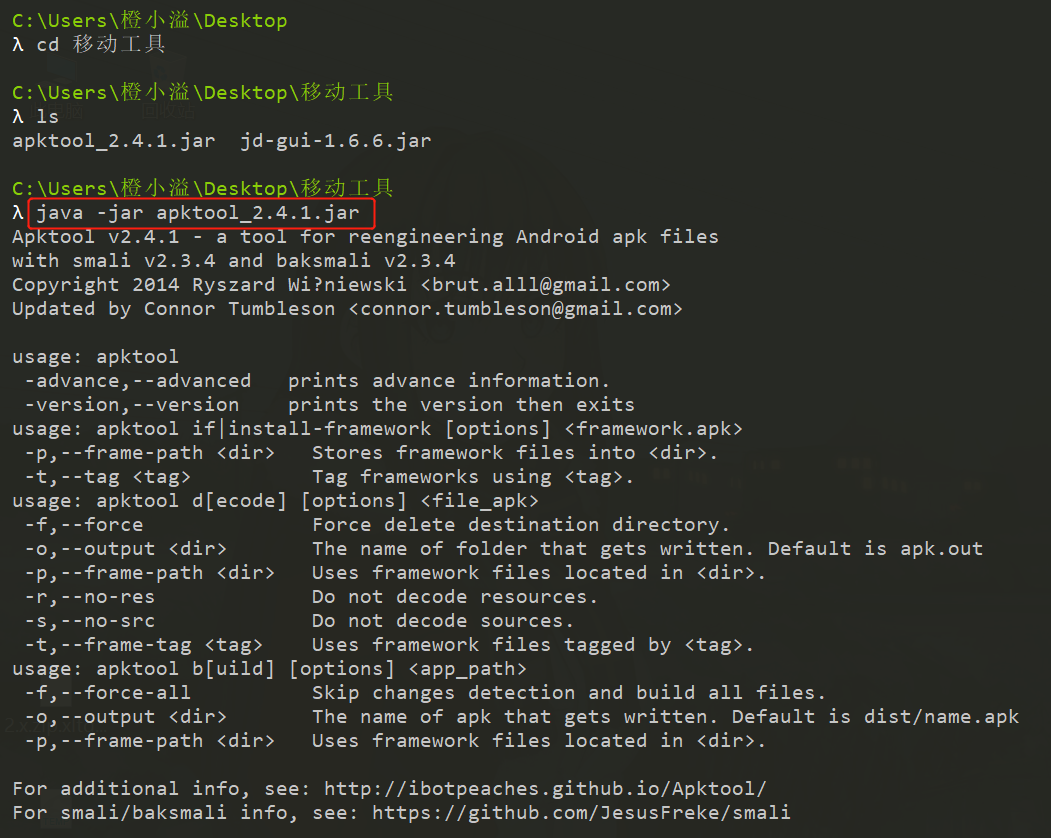 C:\Users\橙小溢\Desktop
λ cd 移动工具
C:\Users\橙小溢\Desktop\移动工具
λ ls
apktool_2.4.1.jar  jd-gui-1.6.6.jar
C:\Users\橙小溢\Desktop\移动工具
λ java -jar apktool_2.4.1.jar
Apktool v2.4.1 - a tool for reengineering Android apk files
with smali v2.3.4 and baksmali v2.3.4
Copyright 2014 Ryszard Wi?niewski <brut.alll@gmail.com>
Updated by Connor Tumbleson <connor.tumbleson@gmail.com>
usage: apktool
 -advance,--advanced   prints advance information.
 -version,--version    prints the version then exits
usage: apktool if|install-framework [options] <framework.apk>
 -p,--frame-path <dir>   Stores framework files into <dir>.
 -t,--tag <tag>          Tag frameworks using <tag>.
usage: apktool d[ecode] [options] <file_apk>
 -f,--force              Force delete destination directory.
 -o,--output <dir>       The name of folder that gets written. Default is apk.out
 -p,--frame-path <dir>   Uses framework files located in <dir>.
 -r,--no-res             Do not decode resources.
 -s,--no-src             Do not decode sources.
 -t,--frame-tag <tag>    Uses framework files tagged by <tag>.
usage: apktool b[uild] [options] <app_path>
 -f,--force-all          Skip changes detection and build all files.
 -o,--output <dir>       The name of apk that gets written. Default is dist/name.apk
 -p,--frame-path <dir>   Uses framework files located in <dir>.
For additional info, see: http://ibotpeaches.github.io/Apktool/
For smali/baksmali info, see: https://github.com/JesusFreke/smali